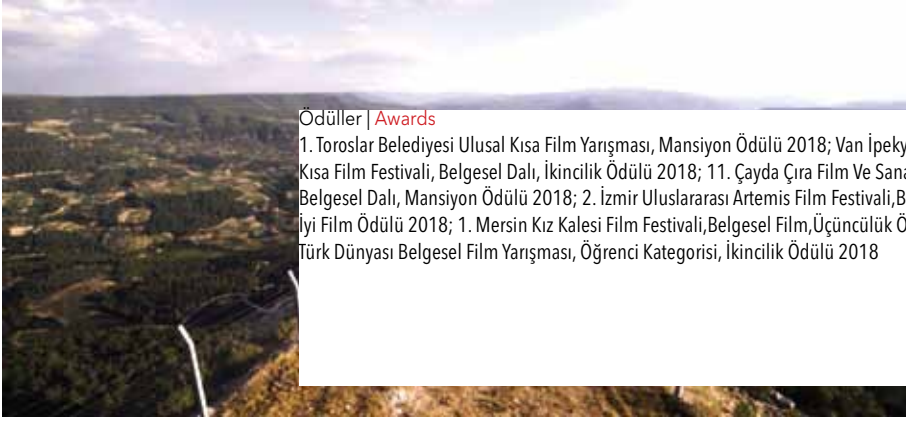 Ödüller | Awards
1. Toroslar Belediyesi Ulusal Kısa Film Yarışması, Mansiyon Ödülü 2018; Van İpeky
Kısa Film Festivali, Belgesel Dalı, İkincilik Ödülü 2018; 11. Çayda Çıra Film Ve Sana
Belgesel Dalı, Mansiyon Ödülü 2018; 2. İzmir Uluslararası Artemis Film Festivali,B
İyi Film Ödülü 2018; 1. Mersin Kız Kalesi Film Festivali,Belgesel Film,Üçüncülük Ö
Türk Dünyası Belgesel Film Yarışması, Öğrenci Kategorisi, İkincilik Ödülü 2018